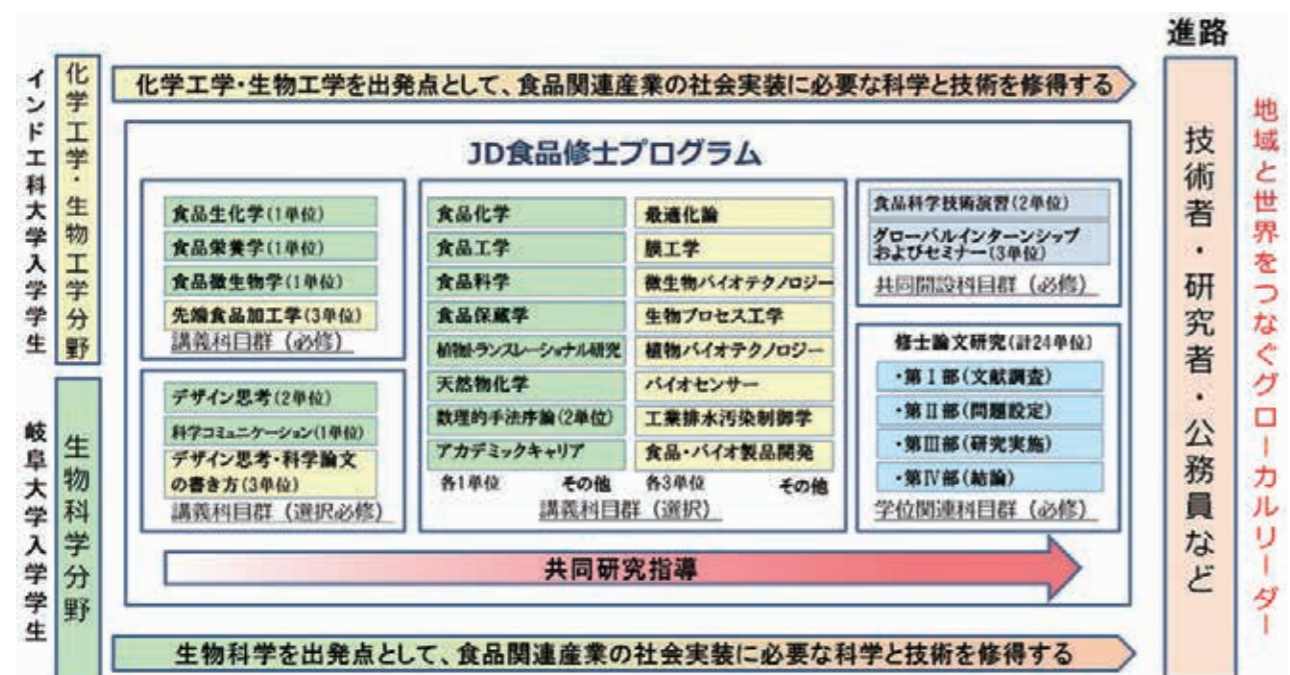 進路
インド工科大学入学学生
化学工学・生物工学分野
岐阜大学入学学生
生物科学分野
化学工学・生物工学を出発点として、食品関連産業の社会実装に必要な科学と技術を修得する
JD食品修士プログラム
食品生化学(1単位)
食品栄養学(1単位)
食品微生物学(1単位)
先端食品加工学(3単位)
講義科目群（必修）
デザイン思考(2単位)
科学コミュニケーション(1単位)
デザイン思考・科学論文
の書き方(3単位)
講義科目群（選択必修）
食品化学
食品工学
食品科学
食品保蔵学
植物トランスレーショナル研究
天然物化学
数理的手法序論(2単位)
アカデミックキャリア
各1単位 その他
最適化論
膜工学
微生物バイオテクノロジー
生物プロセス工学
植物バイオテクノロジー
バイオセンサー
工業排水汚染制御学
食品・バイオ製品開発
各3単位 その他
講義科目群（選択）
食品科学技術演習(2単位)
グローバルインターンシップ
およびセミナー(3単位)
共同開設科目群（必修）
修士論文研究(計24単位)
・第Ⅰ部(文献調査)
・第Ⅱ部(問題設定)
・第Ⅲ部(研究実施)
・第Ⅳ部(結論)
学位関連科目群（必修）
共同研究指導
生物科学を出発点として、食品関連産業の社会実装に必要な科学と技術を修得する
技術者・研究者・公務員など
地域と世界をつなぐグローカルリーダー